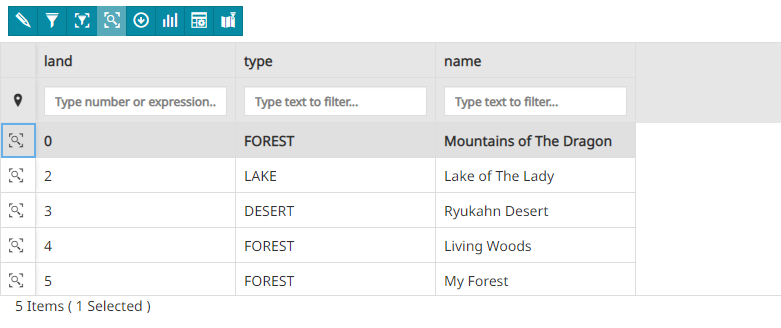 land type name
Type number or expression.. Type text to filter... Type text to filter...
0 FOREST Mountains of The Dragon
2 LAKE Lake of The Lady
3 DESERT Ryukahn Desert
4 FOREST Living Woods
5 FOREST My Forest
5 Items ( 1 Selected )